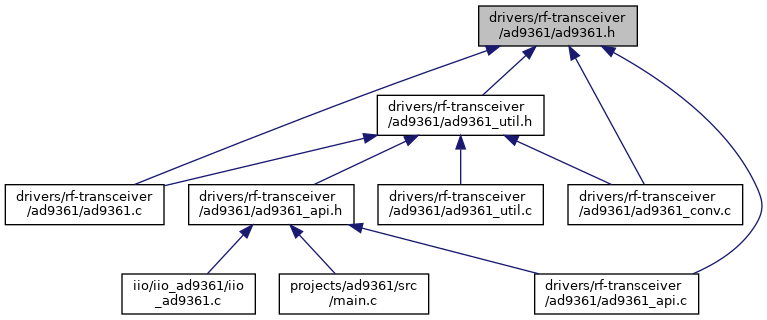 drivers/rf-transceiver
/ad9361/ad9361.h
drivers/rf-transceiver
/ad9361/ad9361_util.h
drivers/rf-transceiver
/ad9361/ad9361.c
drivers/rf-transceiver
/ad9361/ad9361_api.h
drivers/rf-transceiver
/ad9361/ad9361_util.c
drivers/rf-transceiver
/ad9361/ad9361_conv.c
iio/iio_ad9361/iio
_ad9361.c
projects/ad9361/src
/main.c
drivers/rf-transceiver
/ad9361/ad9361_api.c